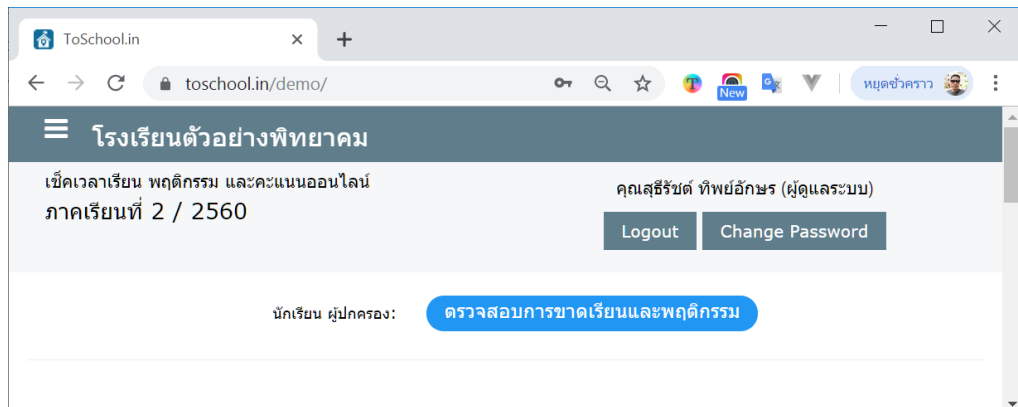 ToSchool.in
toschool.in/demo/
New
หยุดชั่วคราว
โรงเรียนตัวอย่างพิทยาคม
เช็คเวลาเรียน พฤติกรรม และคะแนนออนไลน์
ภาคเรียนที่ 2 / 2560
คุณสุธีรัชต์ ทิพย์อักษร (ผู้ดูแลระบบ)
Logout Change Password
นักเรียน ผู้ปกครอง: ตรวจสอบการขาดเรียนและพฤติกรรม